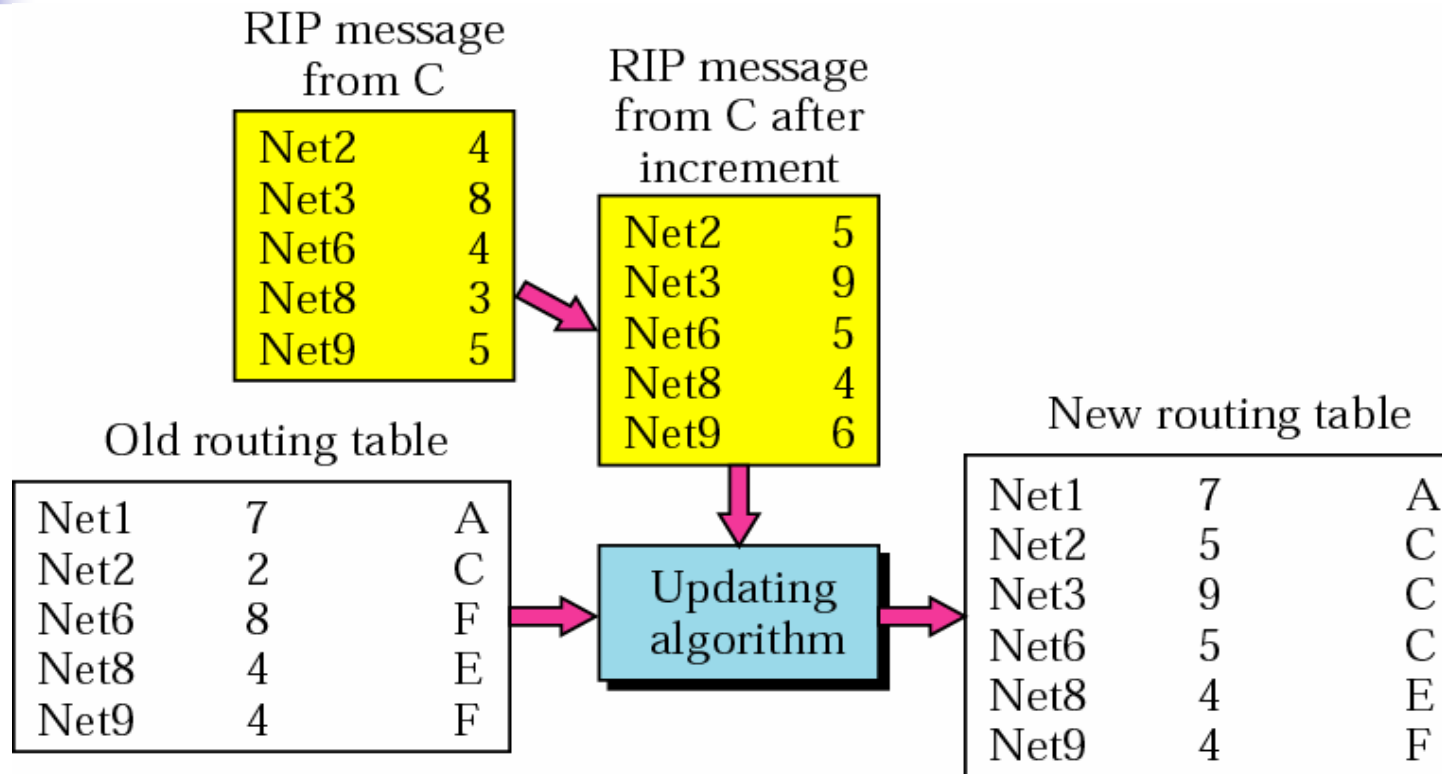 RIP message
from C
Net2 4
Net3 8
Net6 4
Net8 3
Net9 5
RIP message
from C after
increment
Net2 5
Net3 9
Net6 5
Net8 4
Net9 6
Old routing table
Net1 7 A
Net2 2 C
Net6 8 F
Net8 4 E
Net9 4 F
Updating
algorithm
New routing table
Net1 7 A
Net2 5 C
Net3 9 C
Net6 5 C
Net8 4 E
Net9 4 F